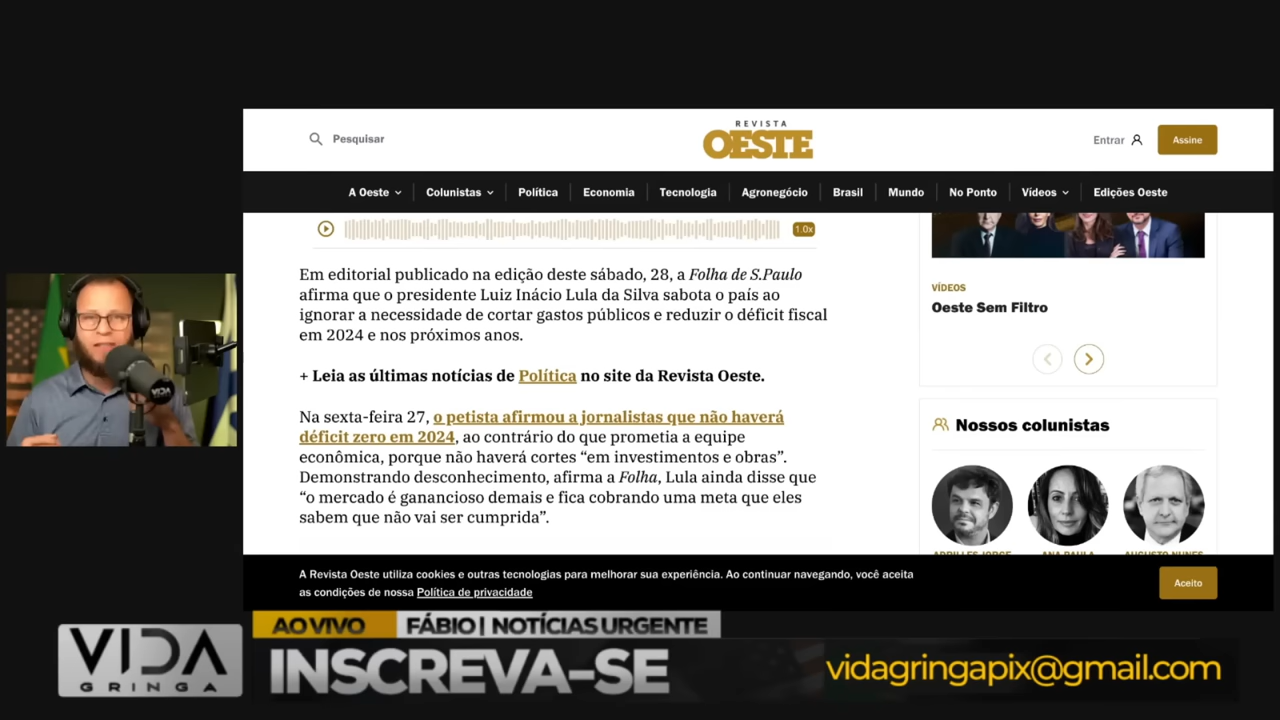 Pesquisar
REVISTA
OESTE
Entrar
Assine
A Oeste
Colunistas
Política
Economia
Tecnologia
Agronegócio
Brasil
Mundo
No Ponto
Vídeos
Edições Oeste
1.0x
Em editorial publicado na edição deste sábado, 28, a Folha de S.Paulo
afirma que o presidente Luiz Inácio Lula da Silva sabota o país ao
ignorar a necessidade de cortar gastos públicos e reduzir o déficit fiscal
em 2024 e nos próximos anos.
+ Leia as últimas notícias de Política no site da Revista Oeste.
Na sexta-feira 27, o petista afirmou a jornalistas que não haverá
déficit zero em 2024, ao contrário do que prometia a equipe
econômica, porque não haverá cortes “em investimentos e obras”.
Demonstrando desconhecimento, afirma a Folha, Lula ainda disse que
“o mercado é ganancioso demais e fica cobrando uma meta que eles
sabem que não vai ser cumprida”.
VÍDEOS
Oeste Sem Filtro
Nossos colunistas
ADRILLES JORGE
ANA PAULA
AUGUSTO NUNES
A Revista Oeste utiliza cookies e outras tecnologias para melhorar sua experiência. Ao continuar navegando, você aceita
as condições de nossa Política de privacidade
Aceito
VIDA
AO VIVO
FÁBIO | NOTÍCIAS URGENTE
VIDA
GRINGA
INSCREVA-SE
vidagringapix@gmail.com